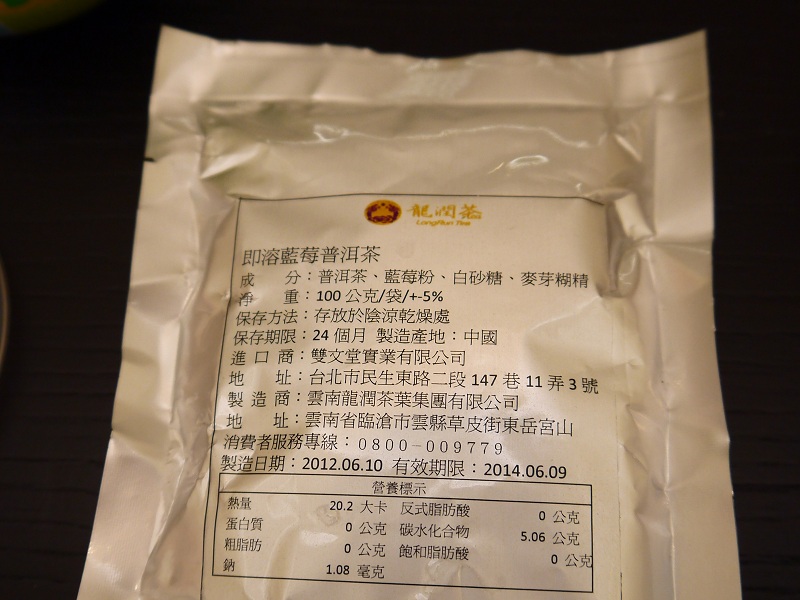 龍潤茶
LongRun Tea
即溶藍莓普洱茶
成 分：普洱茶、藍莓粉、白砂糖、麥芽糊精
淨 重：100 公克/袋/+-5%
保存方法：存放於陰涼乾燥處
保存期限：24 個月 製造產地：中國
進 口 商：雙文堂實業有限公司
地 址：台北市民生東路二段 147 巷 11 弄 3 號
製 造 商：雲南龍潤茶葉集團有限公司
地 址：雲南省臨滄市雲縣草皮街東岳宮山
消費者服務專線：0800-009779
製造日期：2012.06.10 有效期限：2014.06.09
營養標示
熱量 20.2 大卡 反式脂肪酸 0 公克
蛋白質 0 公克 碳水化合物 5.06 公克
粗脂肪 0 公克 飽和脂肪酸 0 公克
鈉 1.08 毫克